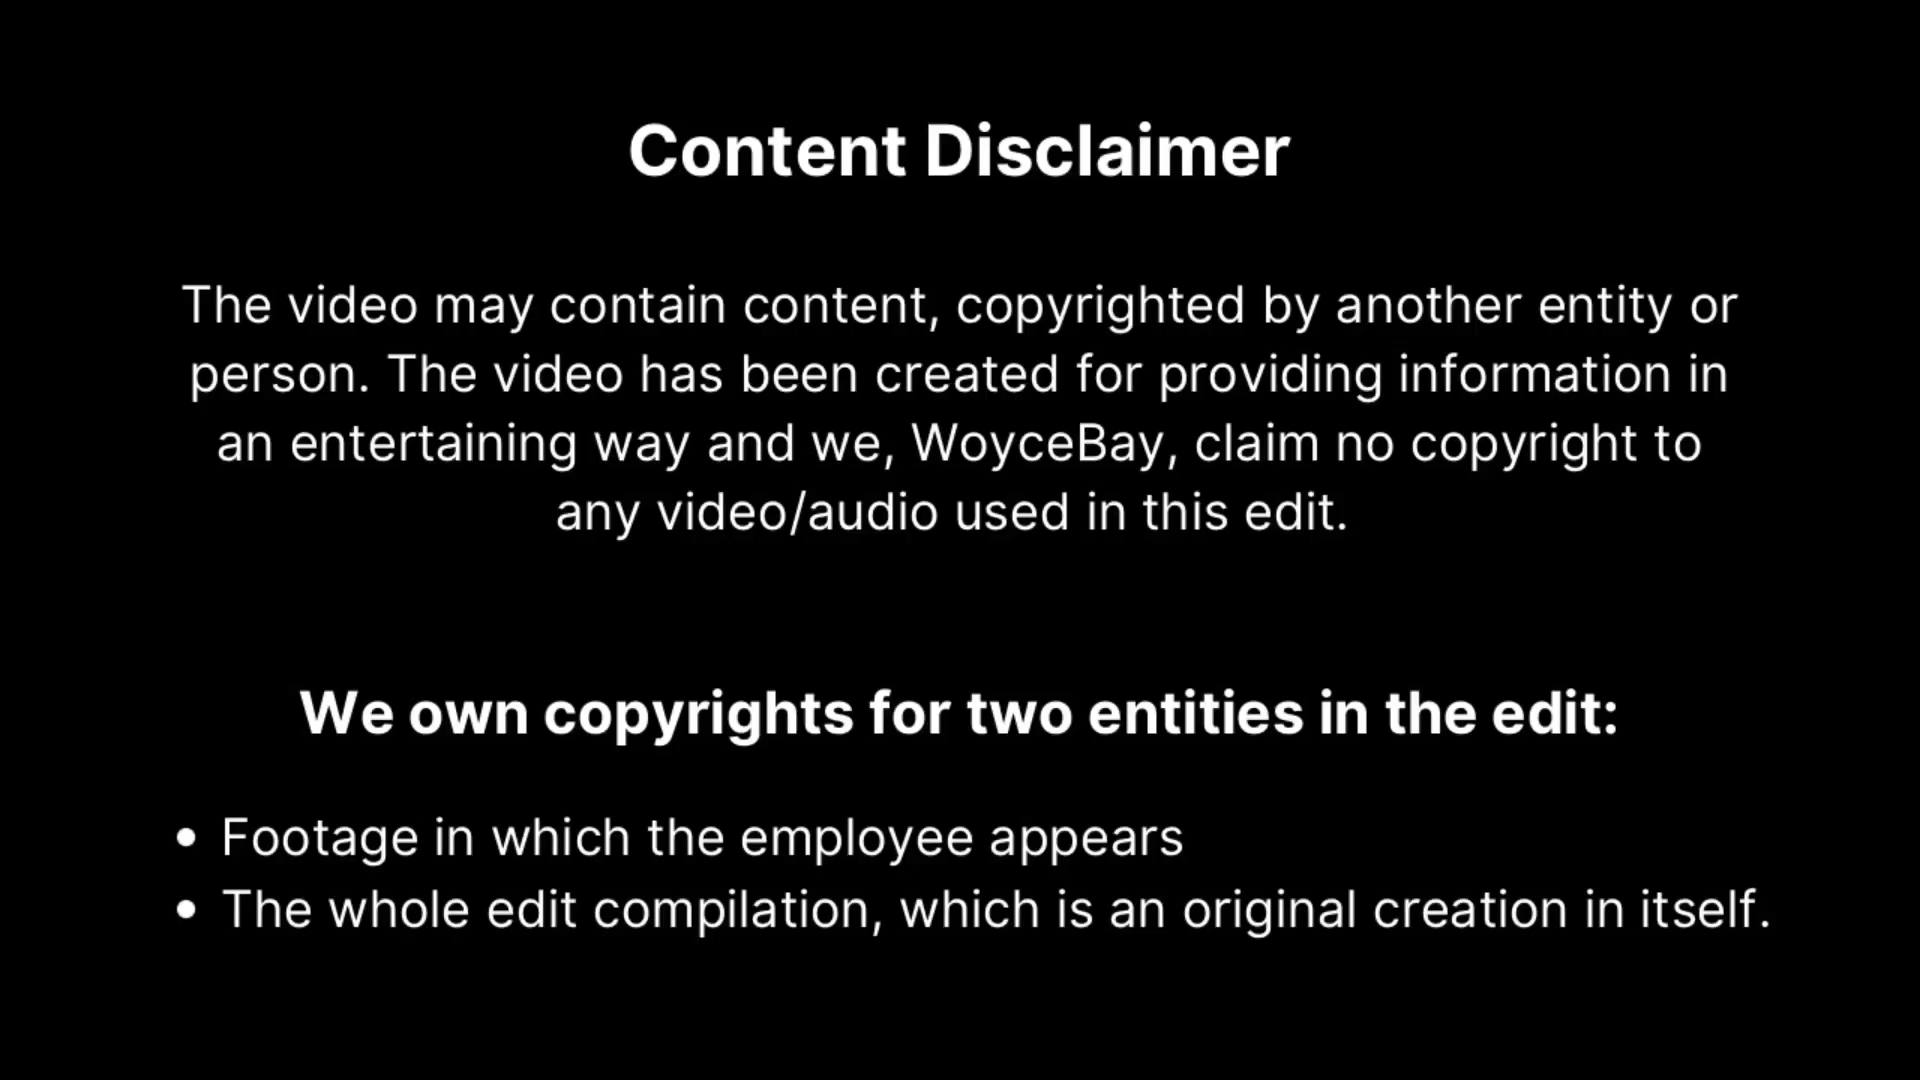 Content Disclaimer
The video may contain content, copyrighted by another entity or
person. The video has been created for providing information in
an entertaining way and we, WoyceBay, claim no copyright to
any video/audio used in this edit.
We own copyrights for two entities in the edit:
• Footage in which the employee appears
• The whole edit compilation, which is an original creation in itself.